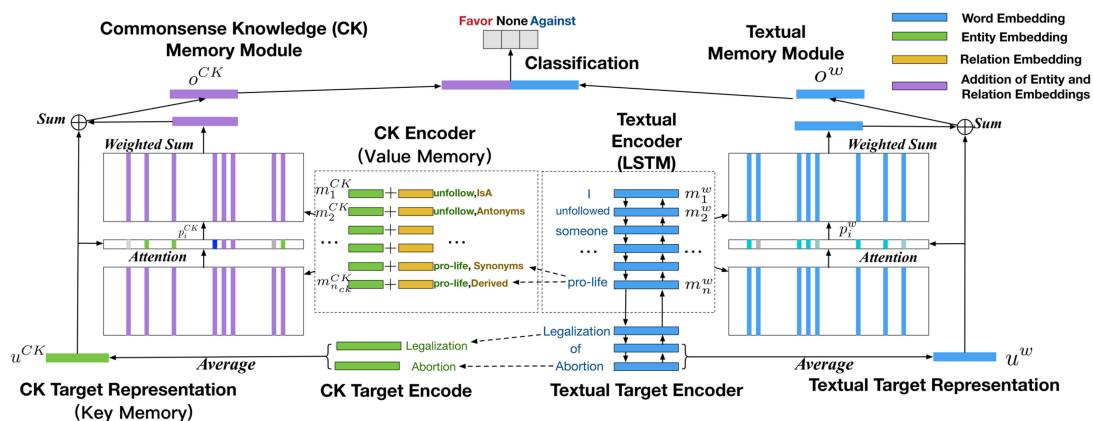 Commonsense Knowledge (CK)
Memory Module
Favor None Against
Classification
Textual
Memory Module
Word Embedding
Entity Embedding
Relation Embedding
Addition of Entity and
Relation Embeddings
o^{CK}
o^{w}
Sum
Weighted Sum
CK Encoder
(Value Memory)
Textual
Encoder
(LSTM)
Weighted Sum
Sum
m_1^{CK}
+
unfollow,IsA
I
m_1^{w}
m_2^{CK}
+
unfollow,Antonyms
unfollowed
m_2^{w}
p_i^{CK}
+
someone
p_i^{w}
...
+
...
...
...
Attention
+
pro-life,Synonyms
Attention
m_{n_{ck}}^{CK}
+
pro-life,Derived
pro-life
m_n^{w}
Legalization
u^{CK}
Legalization
of
u^{w}
Average
Abortion
Abortion
Average
CK Target Representation
(Key Memory)
CK Target Encode
Textual Target Encoder
Textual Target Representation